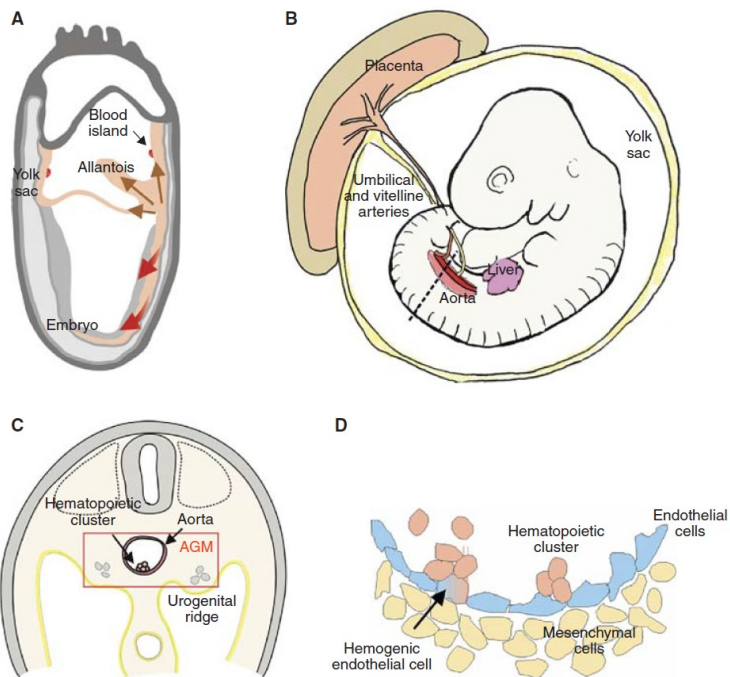 A
Blood
island
Allantois
Yolk
sac
Embryo
B
Placenta
Yolk
sac
Umbilical
and vitelline
arteries
Liver
Aorta
C
Hematopoietic
cluster
Aorta
AGM
Urogenital
ridge
D
Endothelial
cells
Hematopoietic
cluster
Mesenchymal
cells
Hemogenic
endothelial cell